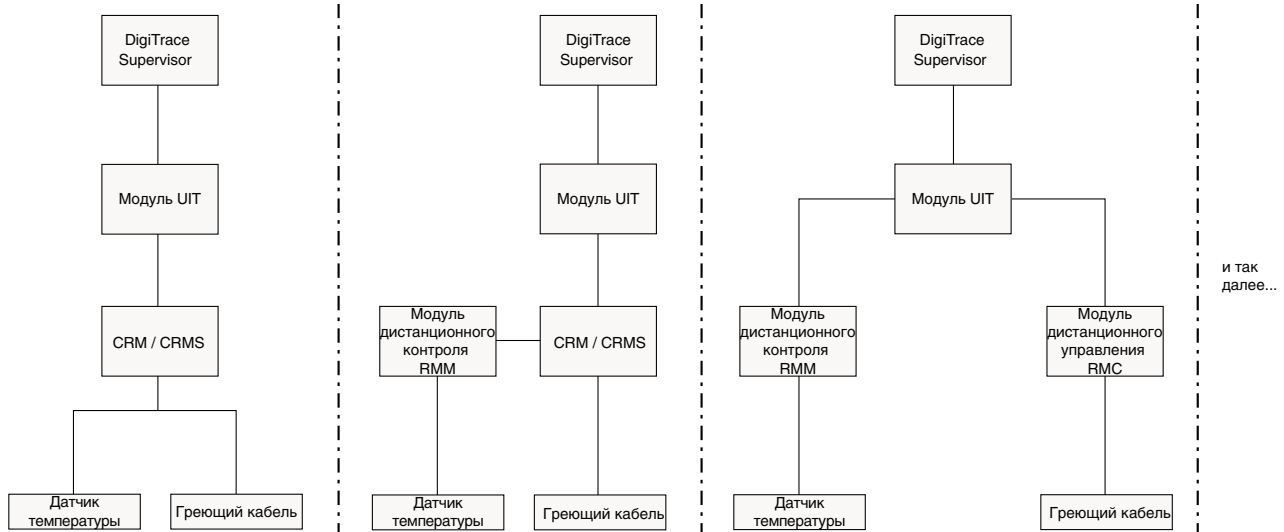 DigiTrace
Supervisor
Модуль UIT
CRM / CRMS
Датчик
температуры
Греющий кабель
DigiTrace
Supervisor
Модуль UIT
Модуль
дистанционного
контроля
RMM
CRM / CRMS
Датчик
температуры
Греющий кабель
DigiTrace
Supervisor
Модуль UIT
Модуль
дистанционного
контроля
RMM
Модуль
дистанционного
управления
RMC
Датчик
температуры
Греющий кабель
и так
далее...